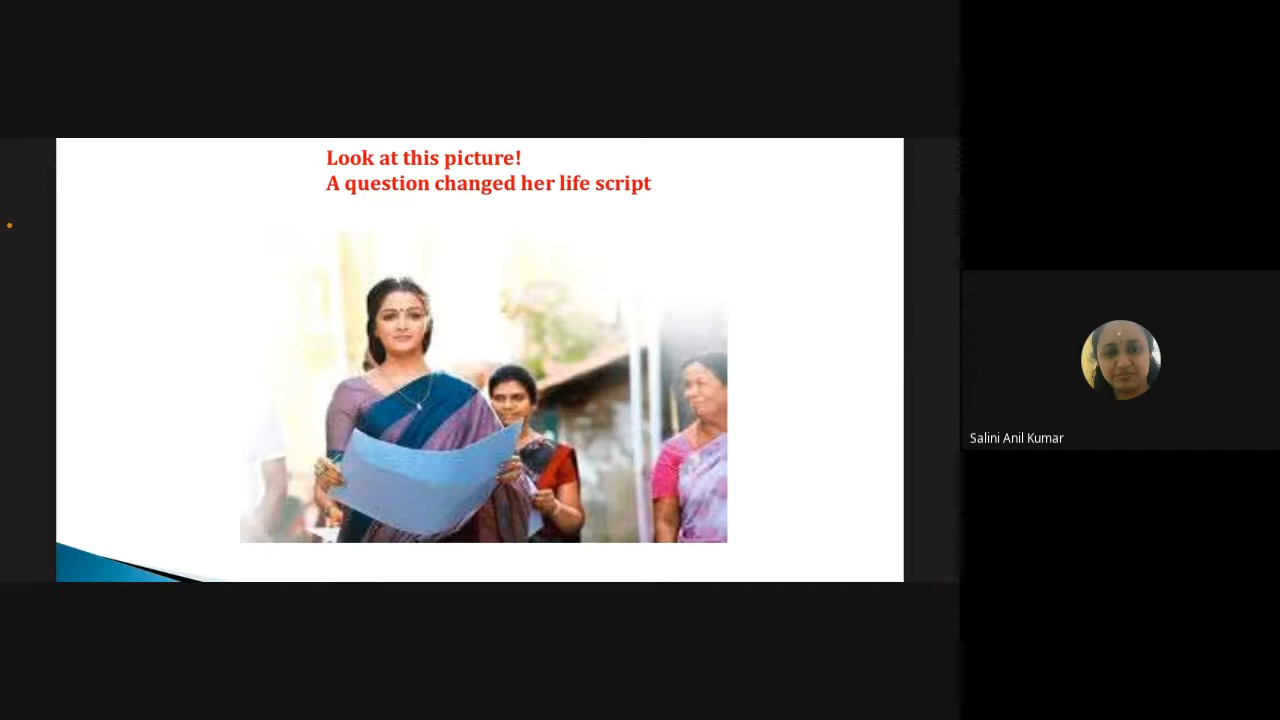 Look at this picture!
A question changed her life script
Salini Anil Kumar